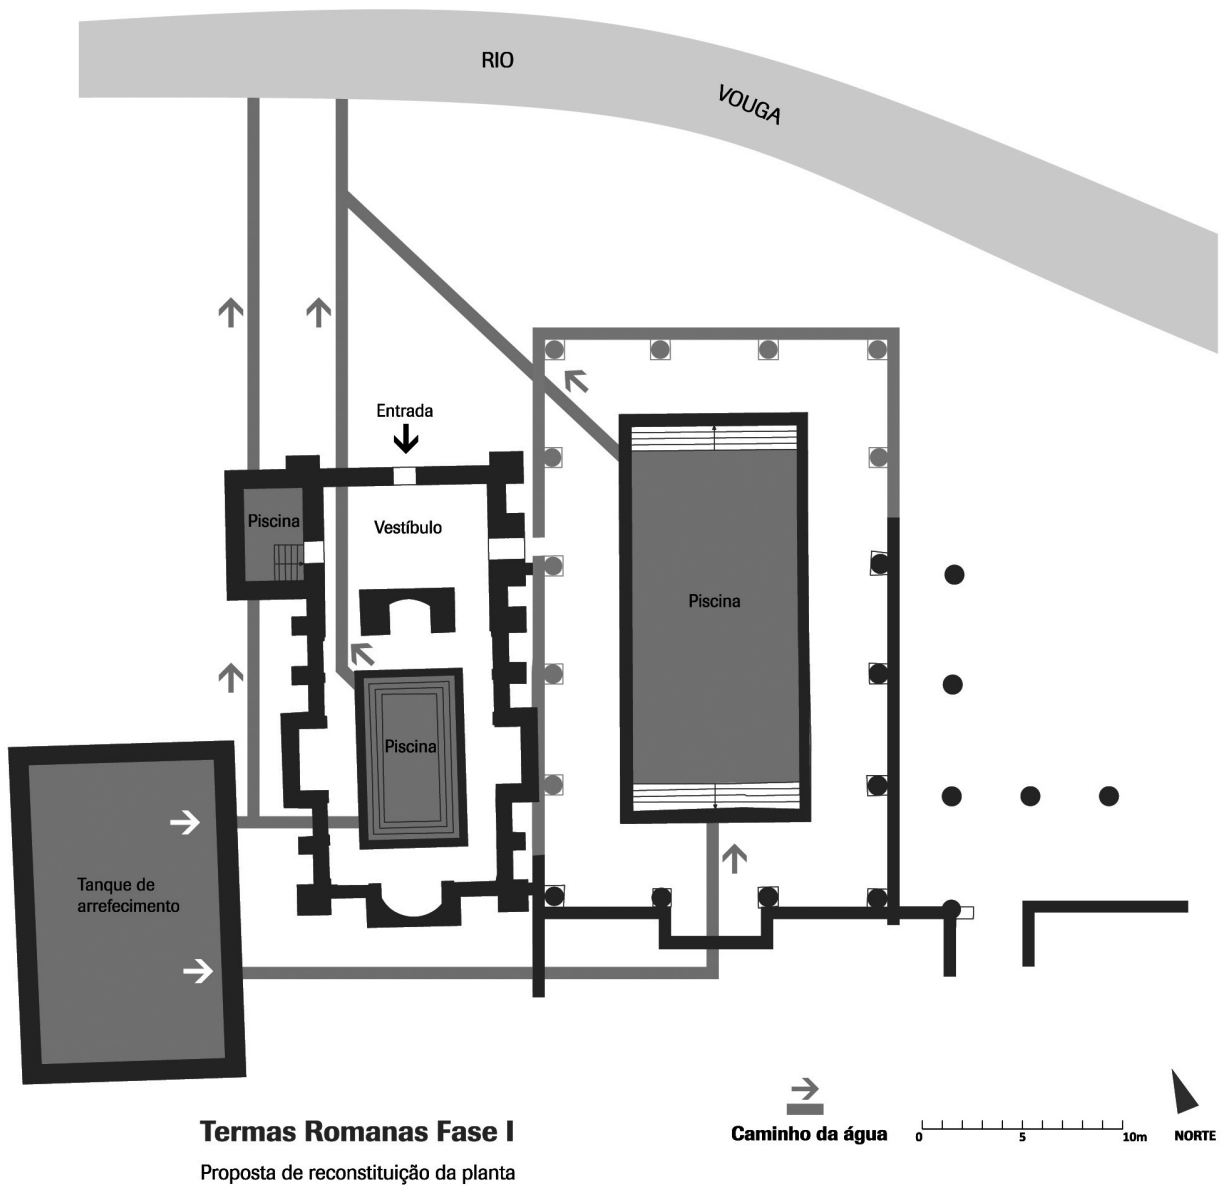 RIO
VOUGA
Entrada
Piscina
Vestíbulo
Piscina
Piscina
Tanque de
arrefecimento
Termas Romanas Fase I
Proposta de reconstituição da planta
Caminho da água
0 5 10m
NORTE